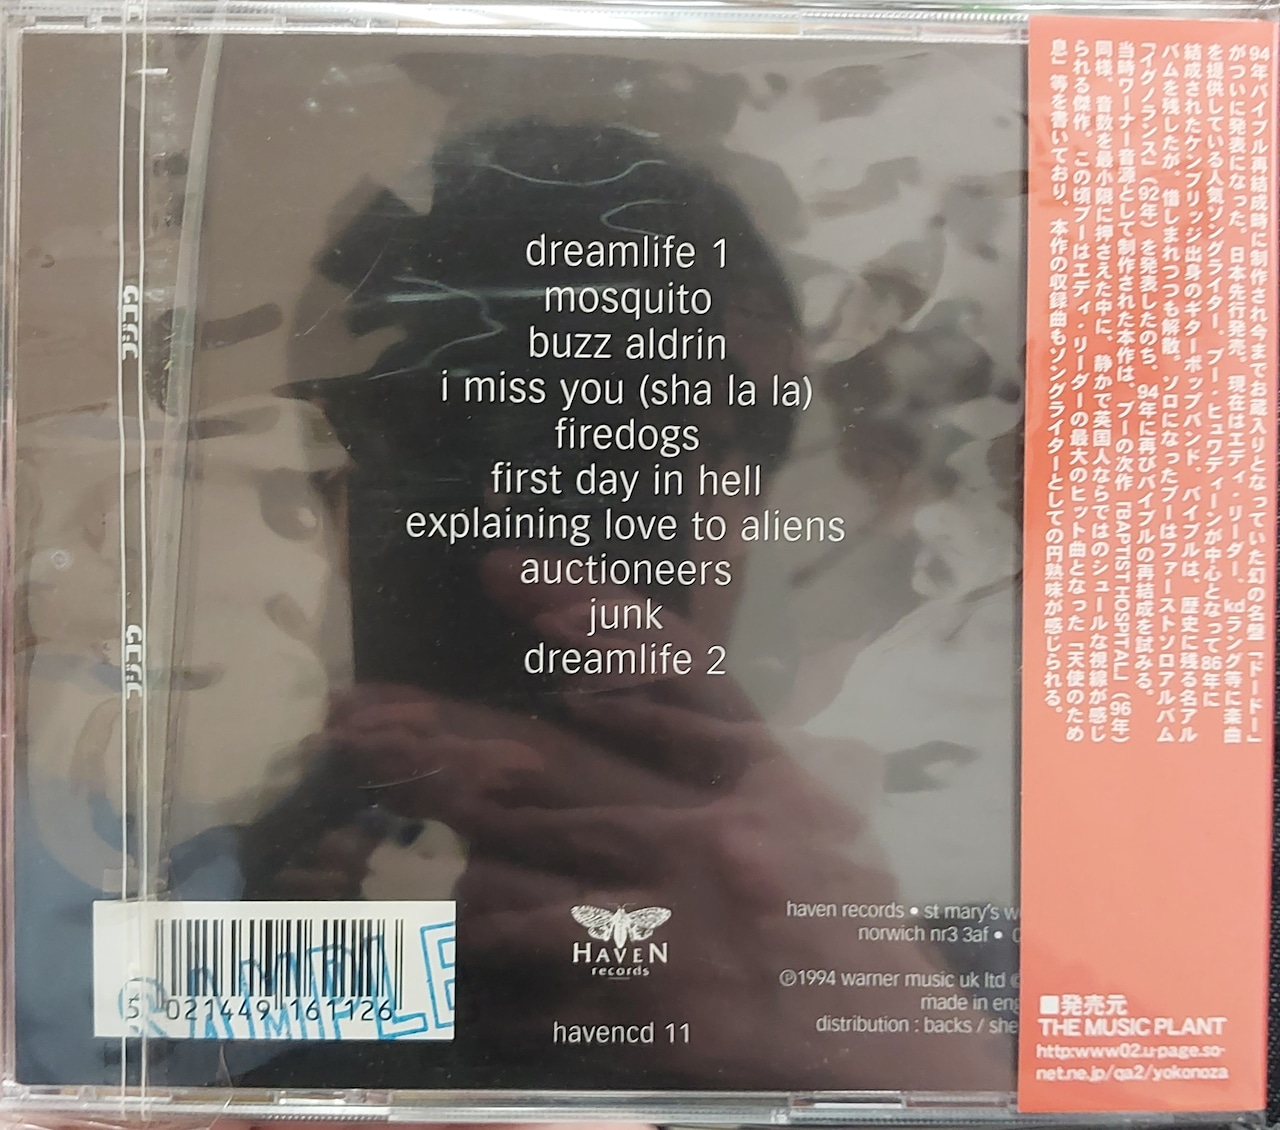 dreamlife 1
mosquito
buzz aldrin
i miss you (sha la la)
firedogs
first day in hell
explaining love to aliens
auctioneers
junk
dreamlife 2
HAVEN
records
havencd 11
haven records • st mary's
norwich nr3 3af •
℗1994 warner music uk ltd ©
made in eng
distribution : backs / she
5 021449 161126
SAMPLE
94年バイブル再結成時に制作され今までお蔵入りとなっていた幻の名盤「ドードー」
がついに発表になった。日本先行発売。現在はエディ・リーダー、kdラング等に楽曲
を提供している人気ソングライター、ブー・ヒュワディーンが中心となって86年に
結成されたケンブリッジ出身のギターポップバンド、バイブルは、歴史に残る名アル
バムを残したが、惜しまれつつも解散。ソロになったブーはファーストソロアルバム
「イグノランス」（92年）を発表したのち、94年に再びバイブルの再結成を試みる。
当時ワーナー音源として制作された本作は、ブーの次作「BAPTIST HOSPITAL」（96年）
同様、音数を最小限に押さえた中に、静かで英国人ならではのシュールな視線が感じ
られる傑作。この頃ブーはエディ・リーダーの最大のヒット曲となった「天使のため
息」等を書いており、本作の収録曲もソングライターとしての円熟味が感じられる。
■発売元
THE MUSIC PLANT
http:www02.u-page.so-
net.ne.jp/qa2/yokonoza